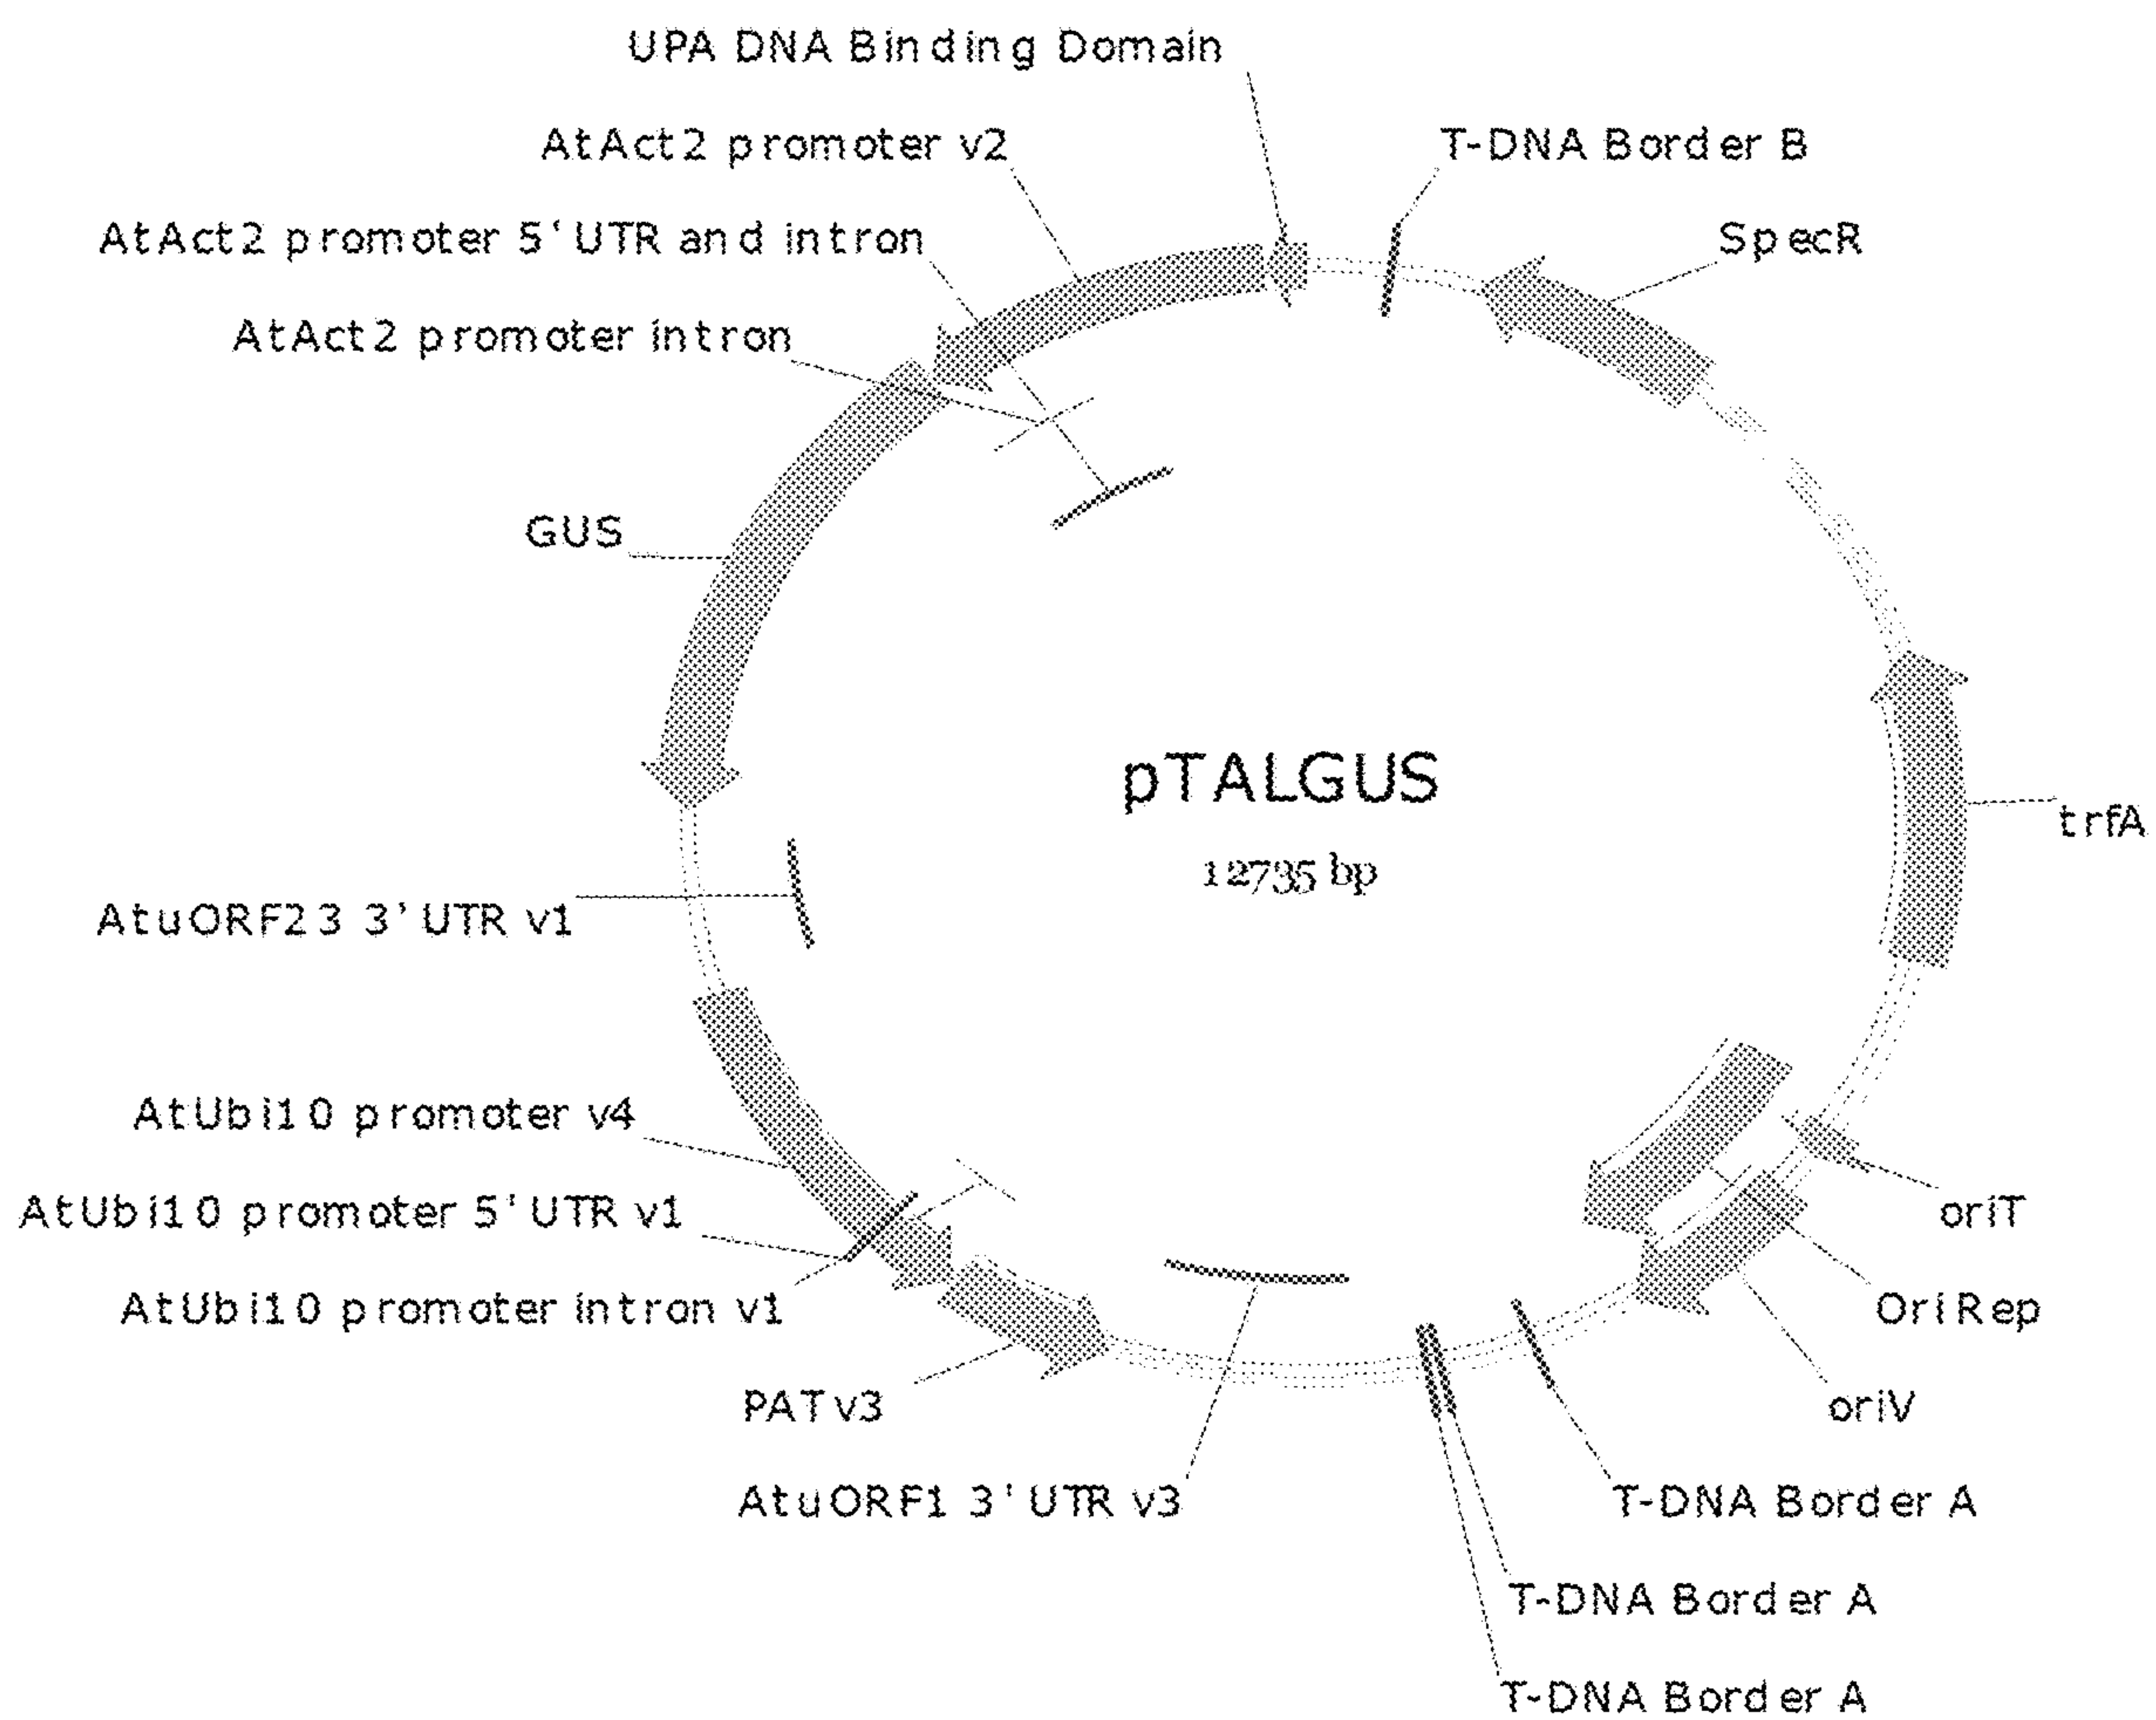 UPA DNA Binding Domain
AtAct2 promoter v2
T-DNA Border B
AtAct2 promoter 5‘UTR and intron
SpecR
AtAct2 promoter intron
GUS
pTALGUS
trfA
12735 bp
AtuORF23 3’UTR v1
AtUbi10 promoter v4
AtUbi10 promoter 5'UTR v1
oriT
AtUbi10 promoter intron v1
OriRep
PATv3
oriV
AtuORF1 3'UTR v3
T-DNA Border A
T-DNA Border A
T-DNA Border A